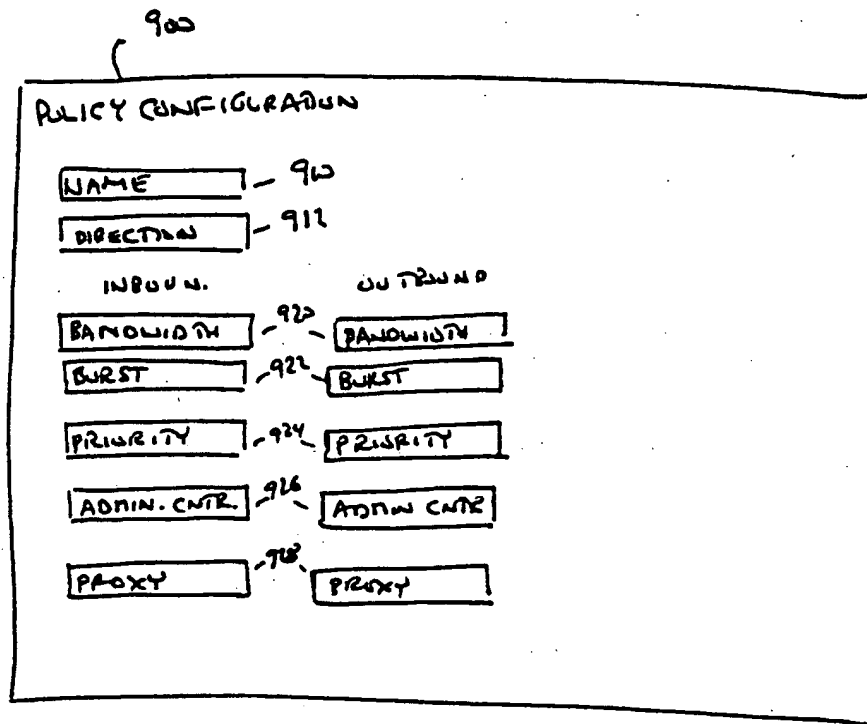 900
POLICY CONFIGURATION
NAME 910
DIRECTION 912
INBOUN. OUTBOUND
BANDWIDTH 920 BANDWIDTH
BURST 922 BURST
PRIORITY 924 PRIORITY
ADMIN. CNTR. 926 ADMIN CNTR
PROXY 928 PROXY